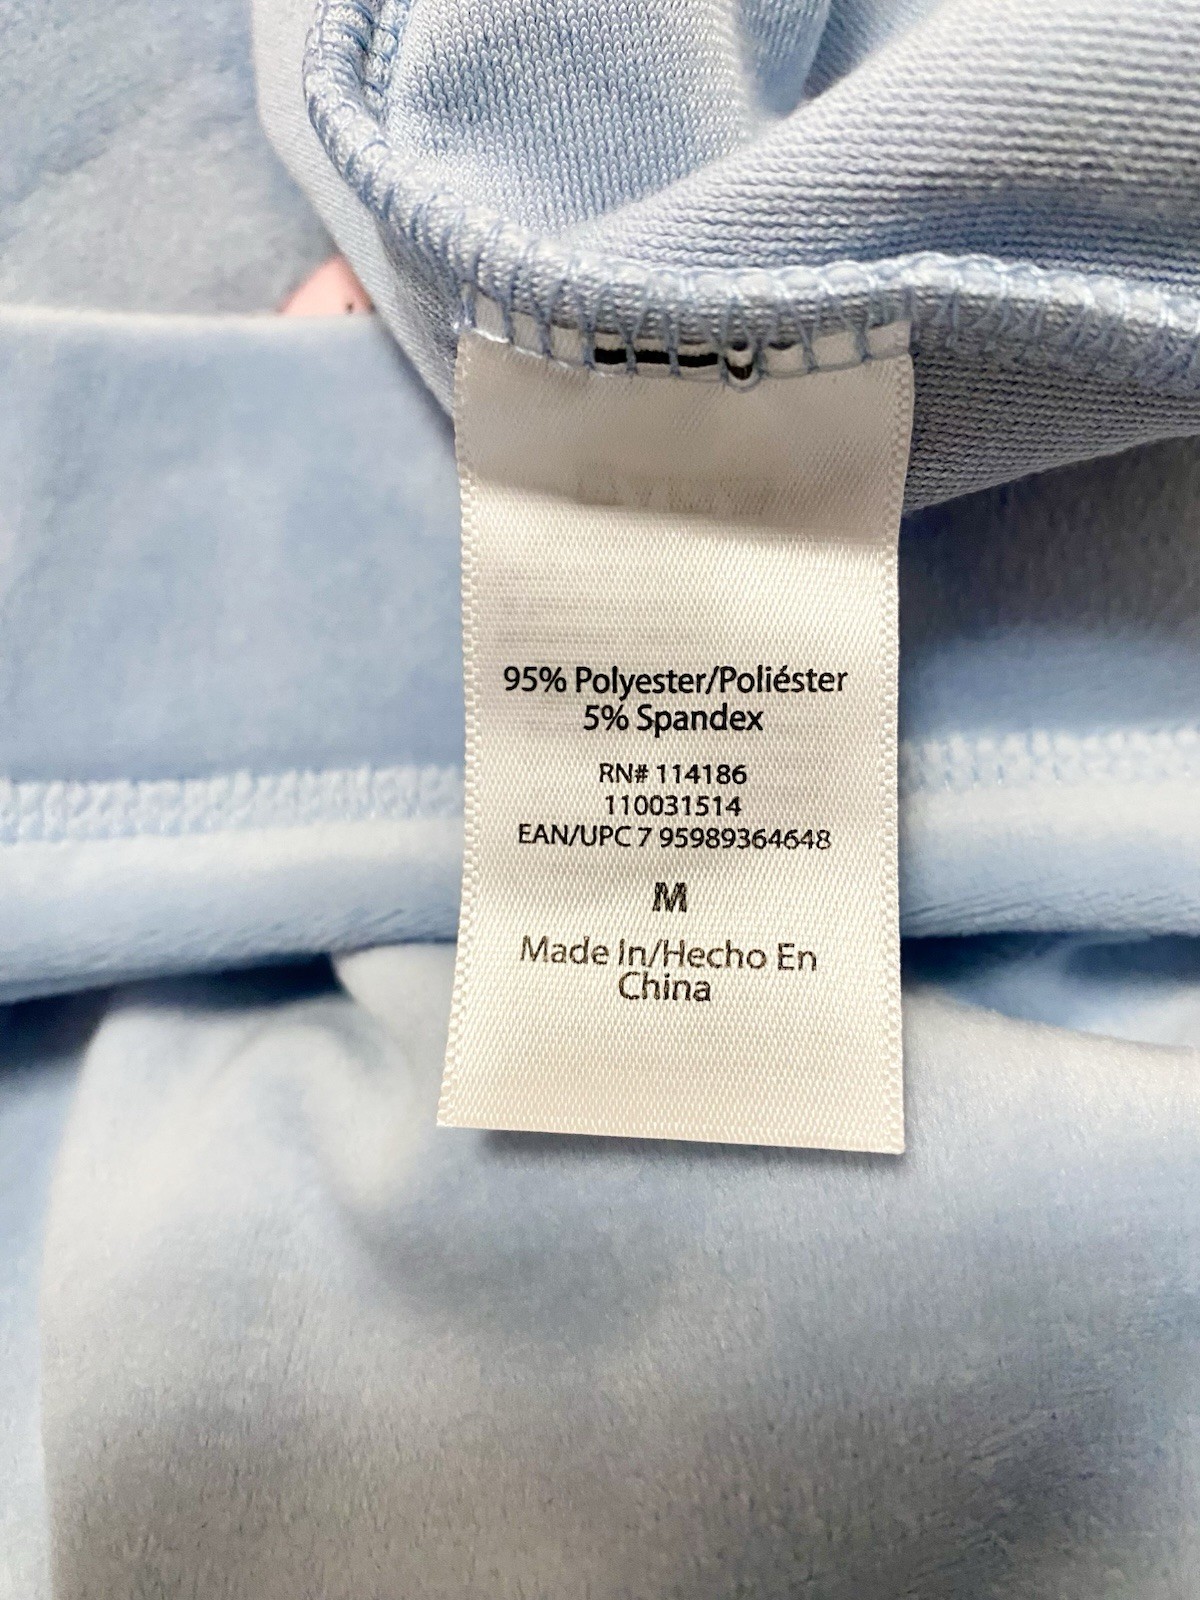 95% Polyester/Poliéster
5% Spandex
RN# 114186
110031514
EAN/UPC 7 95989364648
M
Made In/Hecho En
China